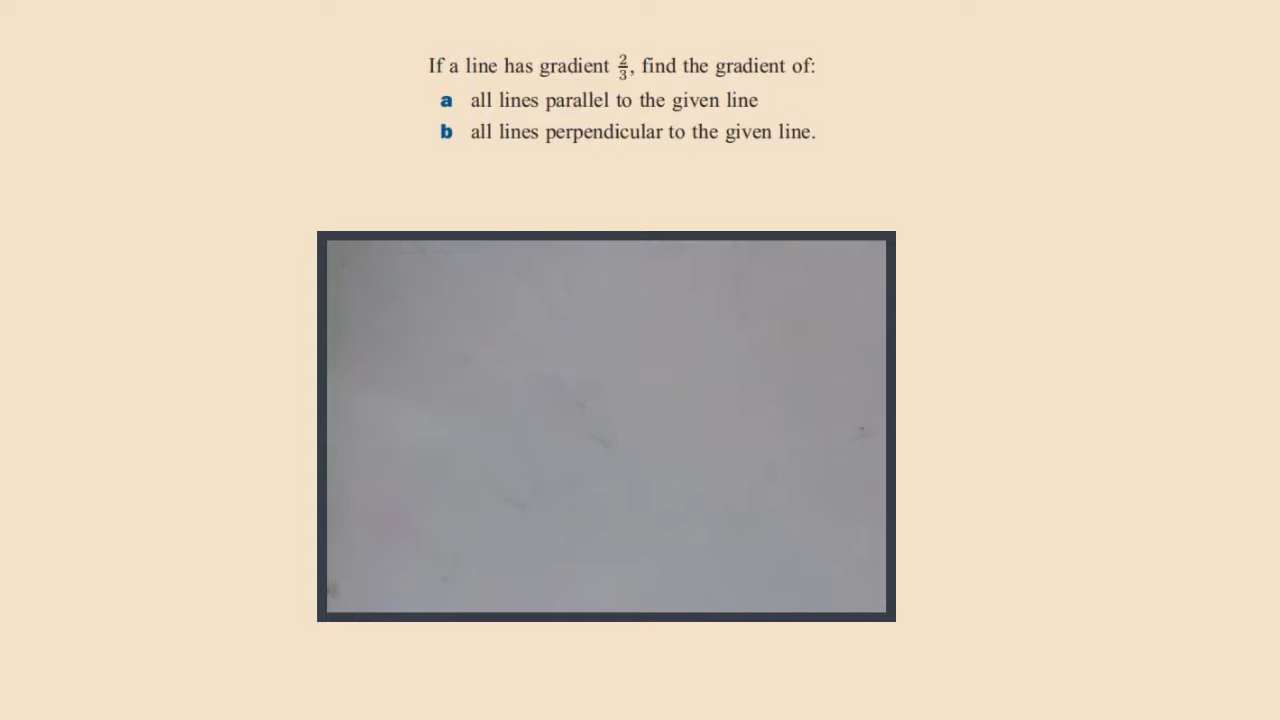 If a line has gradient 2/3, find the gradient of:
a all lines parallel to the given line
b all lines perpendicular to the given line.